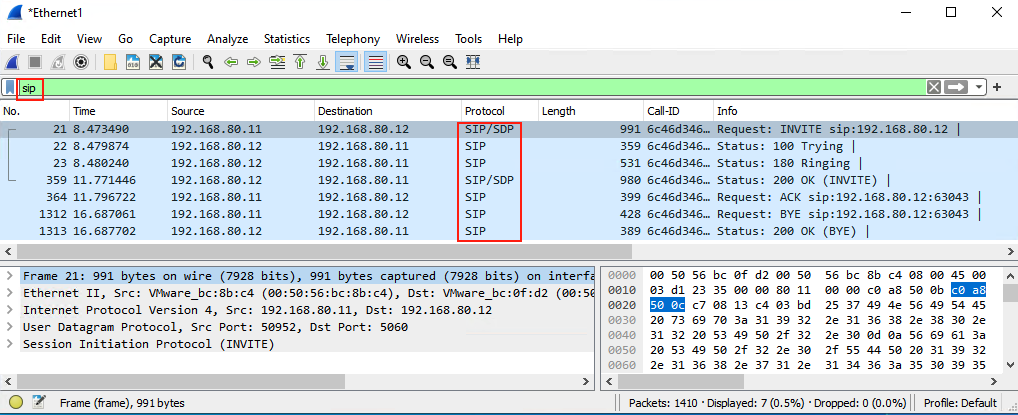 *Ethernet1
File Edit View Go Capture Analyze Statistics Telephony Wireless Tools Help
sip
No. Time Source Destination Protocol Length Call-ID Info
21 8.473490 192.168.80.11 192.168.80.12 SIP/SDP 991 6c46d346… Request: INVITE sip:192.168.80.12 |
22 8.479874 192.168.80.12 192.168.80.11 SIP 359 6c46d346… Status: 100 Trying |
23 8.480240 192.168.80.12 192.168.80.11 SIP 531 6c46d346… Status: 180 Ringing |
359 11.771446 192.168.80.12 192.168.80.11 SIP/SDP 980 6c46d346… Status: 200 OK (INVITE) |
364 11.796722 192.168.80.11 192.168.80.12 SIP 399 6c46d346… Request: ACK sip:192.168.80.12:63043 |
1312 16.687061 192.168.80.11 192.168.80.12 SIP 428 6c46d346… Request: BYE sip:192.168.80.12:63043 |
1313 16.687702 192.168.80.12 192.168.80.11 SIP 389 6c46d346… Status: 200 OK (BYE) |
Frame 21: 991 bytes on wire (7928 bits), 991 bytes captured (7928 bits) on interfa
Ethernet II, Src: VMware_bc:8b:c4 (00:50:56:bc:8b:c4), Dst: VMware_bc:0f:d2 (00:50
Internet Protocol Version 4, Src: 192.168.80.11, Dst: 192.168.80.12
User Datagram Protocol, Src Port: 50952, Dst Port: 5060
Session Initiation Protocol (INVITE)
0000 00 50 56 bc 0f d2 00 50 56 bc 8b c4 08 00 45 00
0010 03 d1 23 35 00 00 80 11 00 00 c0 a8 50 0b c0 a8
0020 50 0c c7 08 13 c4 03 bd 25 37 49 4e 56 49 54 45
0030 20 73 69 70 3a 31 39 32 2e 31 36 38 2e 38 30 2e
0040 31 32 20 53 49 50 2f 32 2e 30 0d 0a 56 69 61 3a
0050 20 53 49 50 2f 32 2e 30 2f 55 44 50 20 31 39 32
0060 2e 31 36 38 2e 37 31 2e 31 34 36 3a 35 30 39 35
Frame (frame), 991 bytes Packets: 1410 · Displayed: 7 (0.5%) · Dropped: 0 (0.0%) Profile: Default